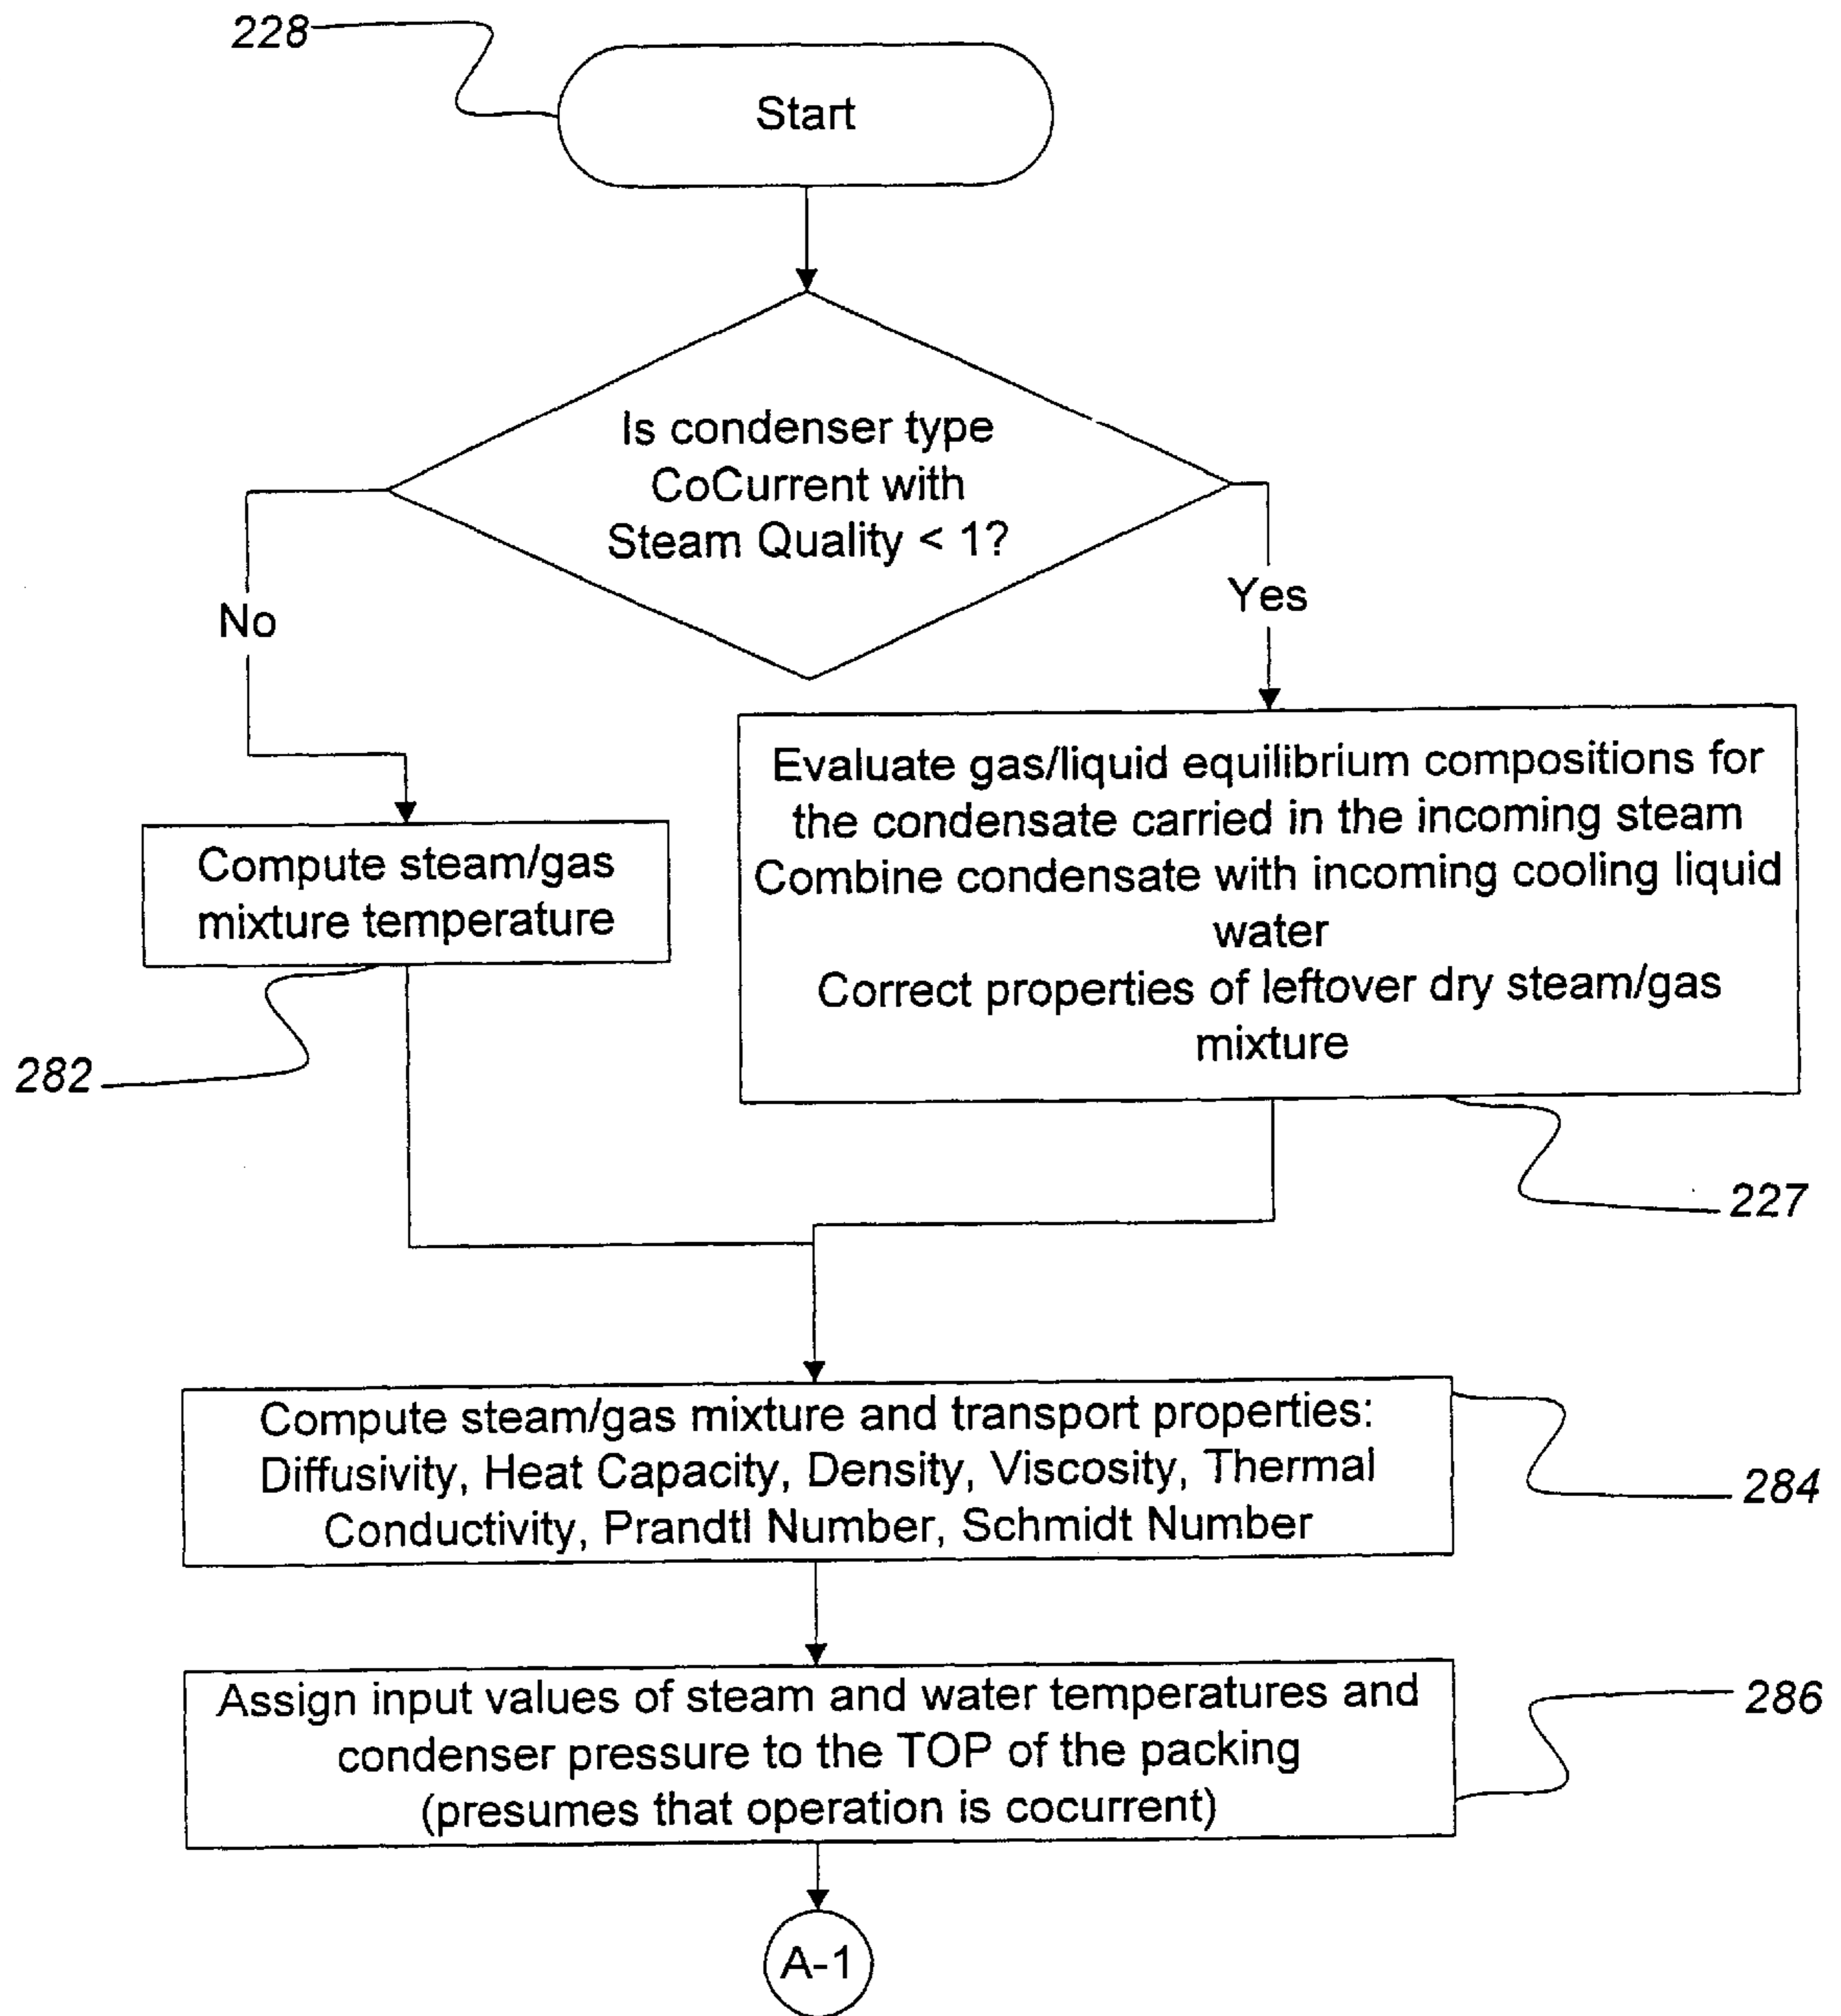 228
Start
Is condenser type
CoCurrent with
Steam Quality < 1?
No
Yes
Compute steam/gas
mixture temperature
Evaluate gas/liquid equilibrium compositions for
the condensate carried in the incoming steam
Combine condensate with incoming cooling liquid
water
Correct properties of leftover dry steam/gas
mixture
282
227
Compute steam/gas mixture and transport properties:
Diffusivity, Heat Capacity, Density, Viscosity, Thermal
Conductivity, Prandtl Number, Schmidt Number
284
Assign input values of steam and water temperatures and
condenser pressure to the TOP of the packing
(presumes that operation is cocurrent)
286
A-1